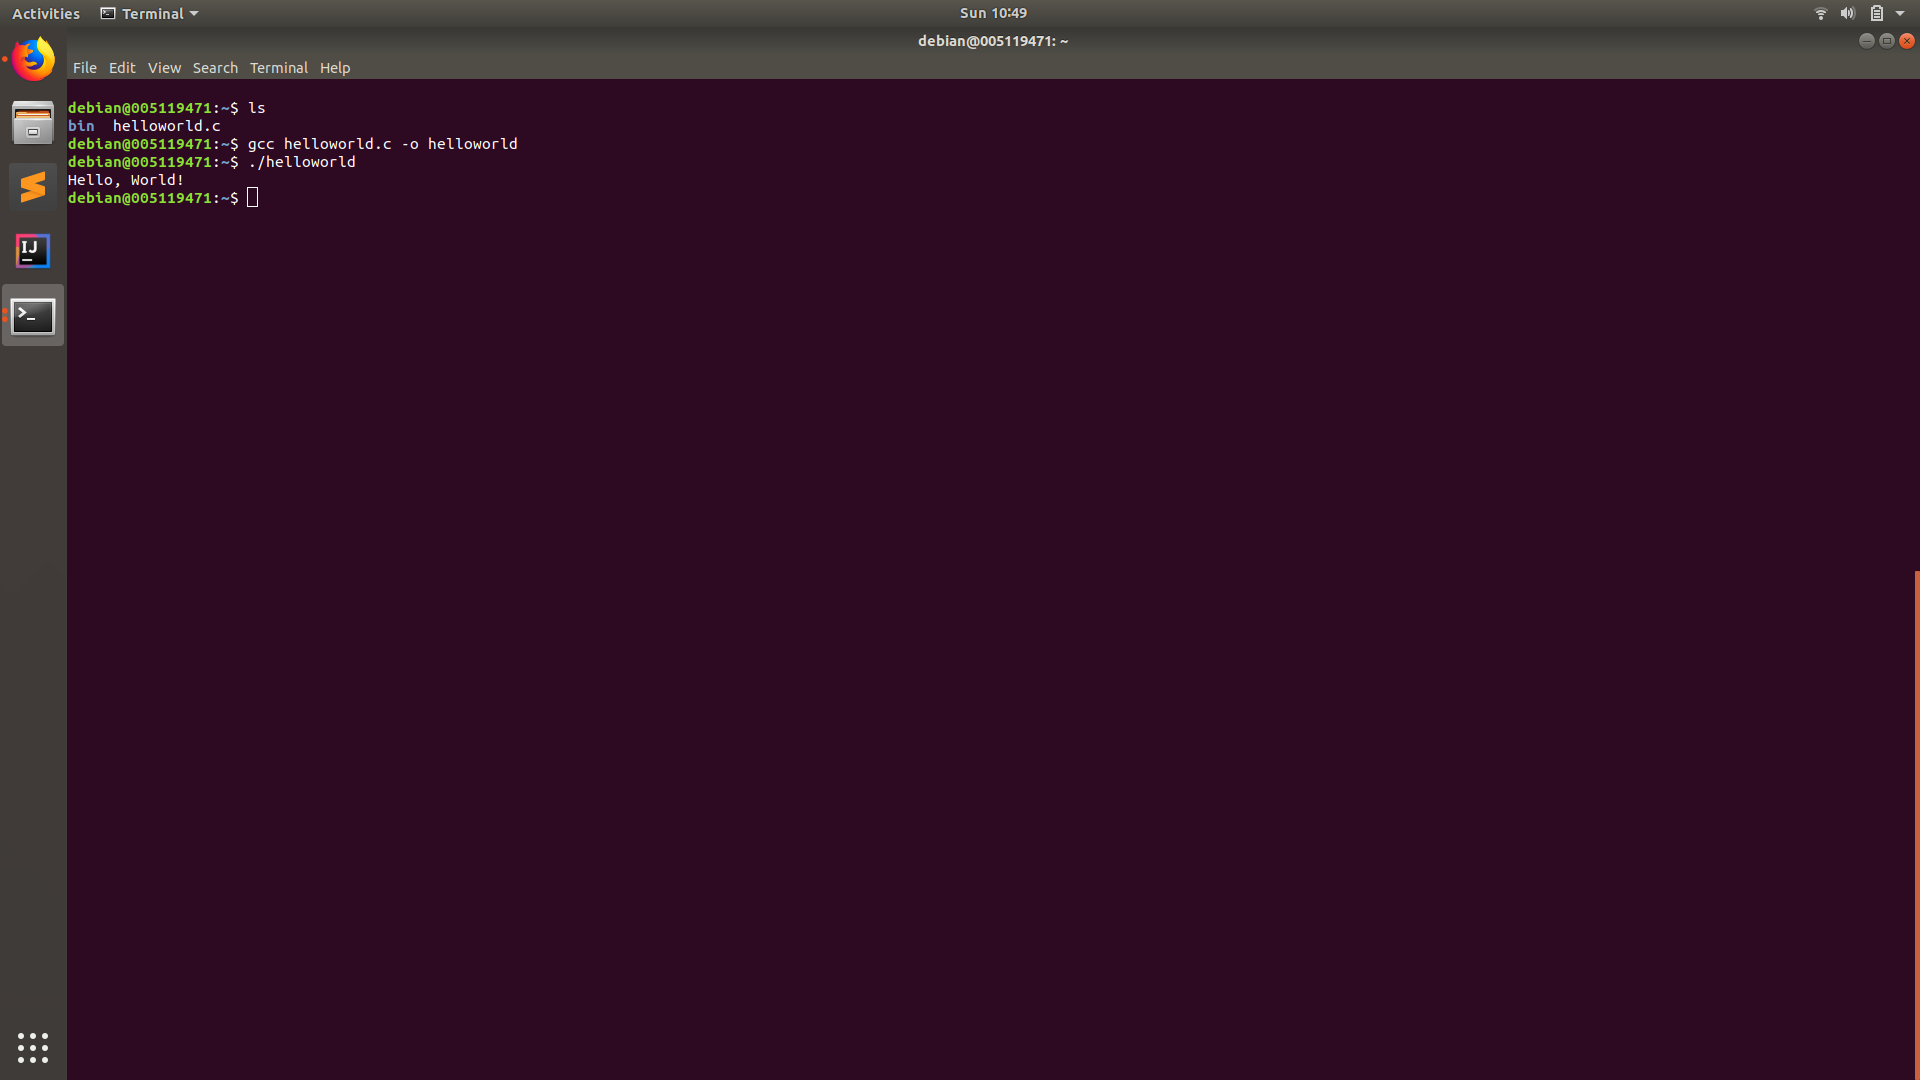 Activities Terminal Sun 10:49
debian@005119471: ~
File Edit View Search Terminal Help
debian@005119471:~$ ls
bin  helloworld.c
debian@005119471:~$ gcc helloworld.c -o helloworld
debian@005119471:~$ ./helloworld
Hello, World!
debian@005119471:~$
IJ